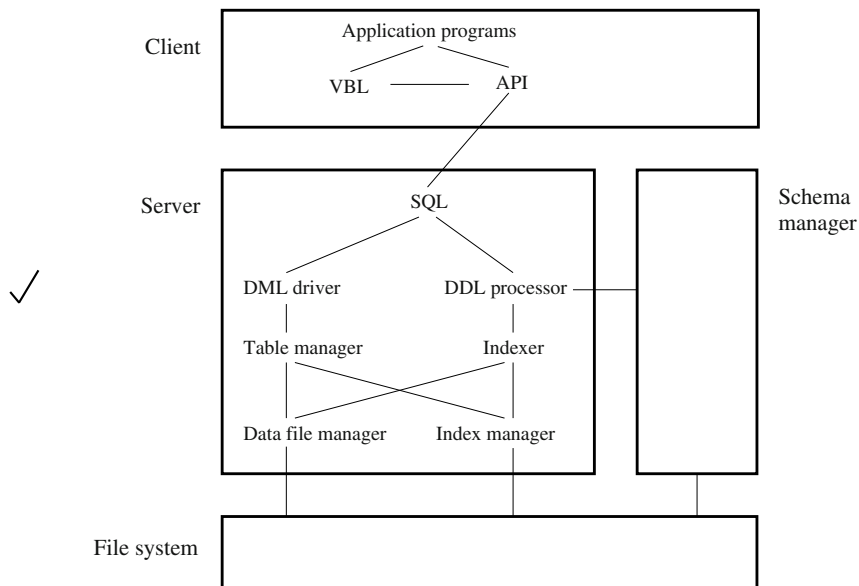 Application programs
Client
VBL
API
SQL
Server
Schema
manager
DML driver
DDL processor
Table manager
Indexer
Data file manager
Index manager
File system